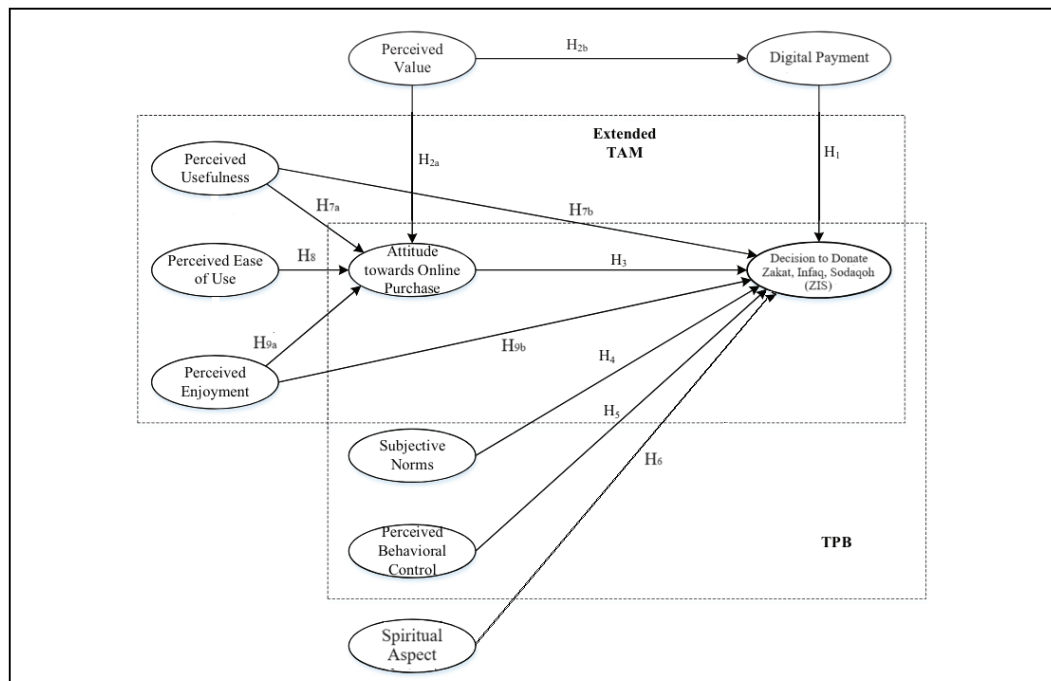 Perceived
Value
H2b
Digital Payment
Extended
TAM
H2a
H1
Perceived
Usefulness
H7a
H7b
Perceived Ease
of Use
H8
Attitude
towards Online
Purchase
H3
Decision to Donate
Zakat, Infaq, Sodaqoh
(ZIS)
H9a
H9b
Perceived
Enjoyment
H4
H5
Subjective
Norms
H6
Perceived
Behavioral
Control
TPB
Spiritual
Aspect